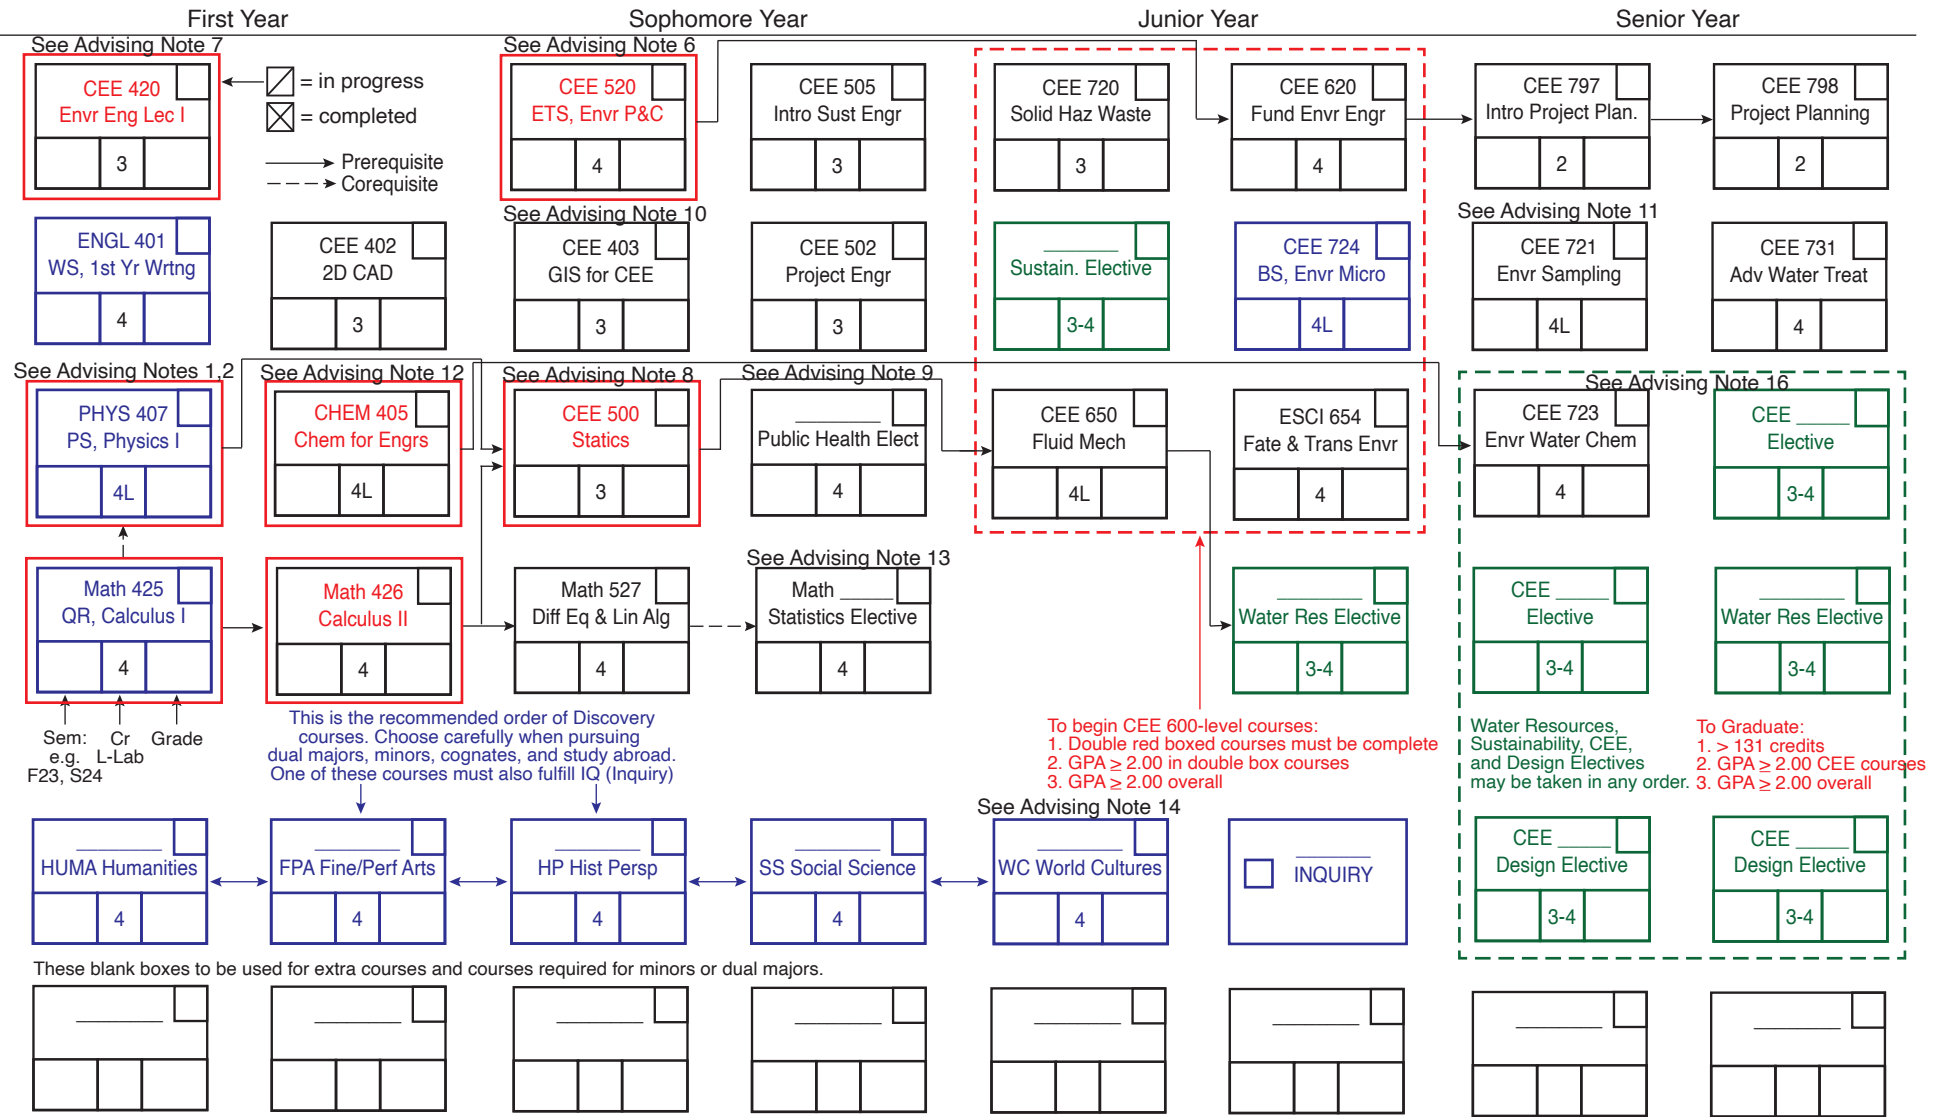 First Year
Sophomore Year
Junior Year
Senior Year
See Advising Note 7
CEE 420
Envr Eng Lec I
3
= in progress
= completed
Prerequisite
Corequisite
See Advising Note 6
CEE 520
ETS, Envr P&C
4
CEE 505
Intro Sust Engr
3
CEE 720
Solid Haz Waste
3
CEE 620
Fund Envr Engr
4
CEE 797
Intro Project Plan.
2
CEE 798
Project Planning
2
ENGL 401
WS, 1st Yr Wrtng
4
CEE 402
2D CAD
3
See Advising Note 10
CEE 403
GIS for CEE
3
CEE 502
Project Engr
3
Sustain. Elective
3-4
CEE 724
BS, Envr Micro
4L
See Advising Note 11
CEE 721
Envr Sampling
4L
CEE 731
Adv Water Treat
4
See Advising Notes 1,2
PHYS 407
PS, Physics I
4L
See Advising Note 12
CHEM 405
Chem for Engrs
4L
See Advising Note 8
CEE 500
Statics
3
See Advising Note 9
Public Health Elect
4
CEE 650
Fluid Mech
4L
ESCI 654
Fate & Trans Envr
4
See Advising Note 16
CEE 723
Envr Water Chem
4
CEE _____
Elective
3-4
Math 425
QR, Calculus I
4
Math 426
Calculus II
4
Math 527
Diff Eq & Lin Alg
4
See Advising Note 13
Math _____
Statistics Elective
4
Water Res Elective
3-4
CEE _____
Elective
3-4
Water Res Elective
3-4
Sem:
e.g.
F23, S24
Cr
L-Lab
Grade
This is the recommended order of Discovery
courses. Choose carefully when pursuing
dual majors, minors, cognates, and study abroad.
One of these courses must also fulfill IQ (Inquiry)
To begin CEE 600-level courses:
1. Double red boxed courses must be complete
2. GPA ≥ 2.00 in double box courses
3. GPA ≥ 2.00 overall
Water Resources,
Sustainability, CEE,
and Design Electives
may be taken in any order.
To Graduate:
1. > 131 credits
2. GPA ≥ 2.00 CEE courses
3. GPA ≥ 2.00 overall
HUMA Humanities
4
FPA Fine/Perf Arts
4
HP Hist Persp
4
SS Social Science
4
See Advising Note 14
WC World Cultures
4
INQUIRY
CEE _____
Design Elective
3-4
CEE _____
Design Elective
3-4
These blank boxes to be used for extra courses and courses required for minors or dual majors.